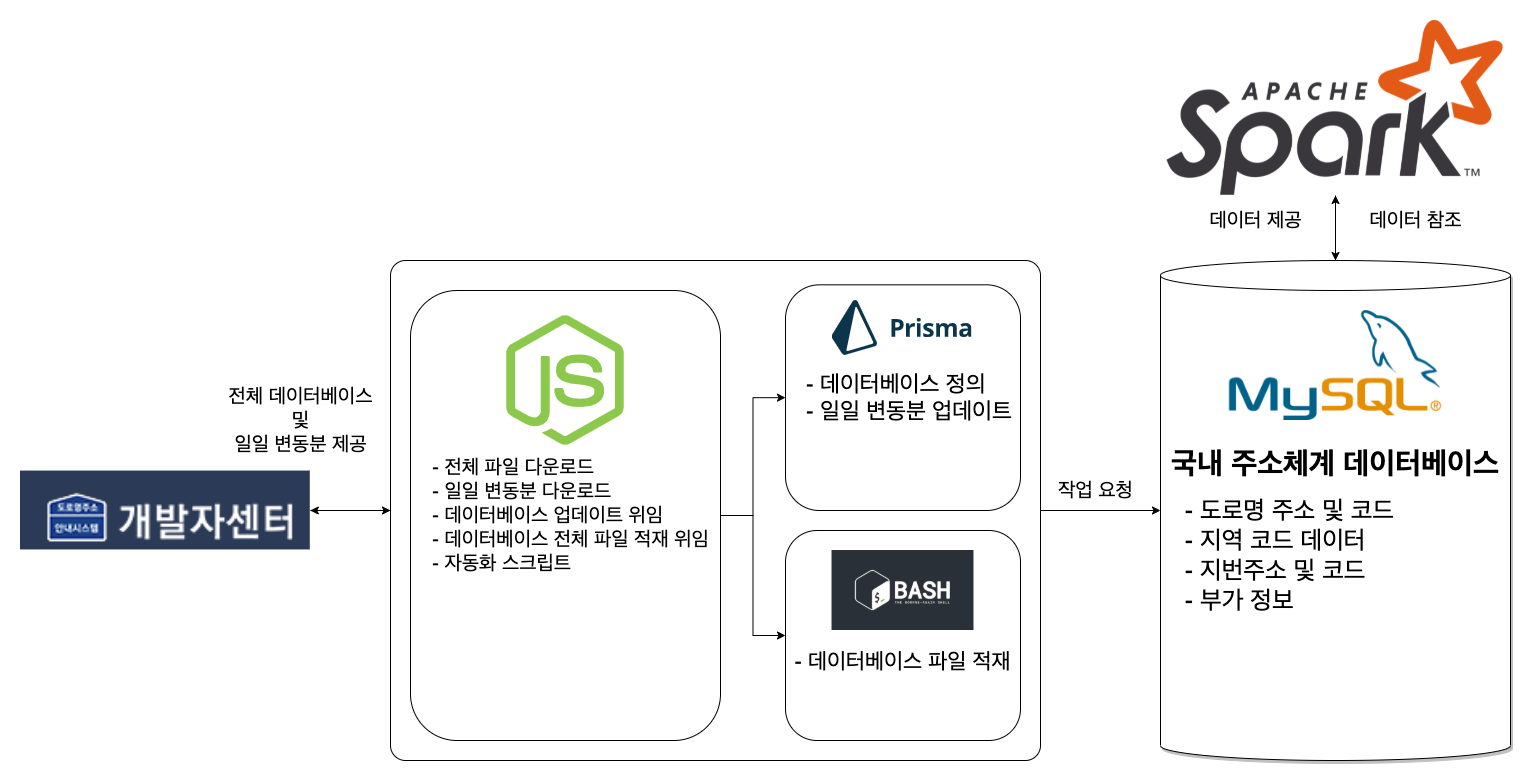 APACHE
Spark™
데이터 제공
데이터 참조
전체 데이터베이스
및
일일 변동분 제공
도로명주소
안내시스템
개발자센터
JS
- 전체 파일 다운로드
- 일일 변동분 다운로드
- 데이터베이스 업데이트 위임
- 데이터베이스 전체 파일 적재 위임
- 자동화 스크립트
Prisma
- 데이터베이스 정의
- 일일 변동분 업데이트
$_
BASH
THE BOURNE-AGAIN SHELL
- 데이터베이스 파일 적재
작업 요청
MySQL®
국내 주소체계 데이터베이스
- 도로명 주소 및 코드
- 지역 코드 데이터
- 지번주소 및 코드
- 부가 정보